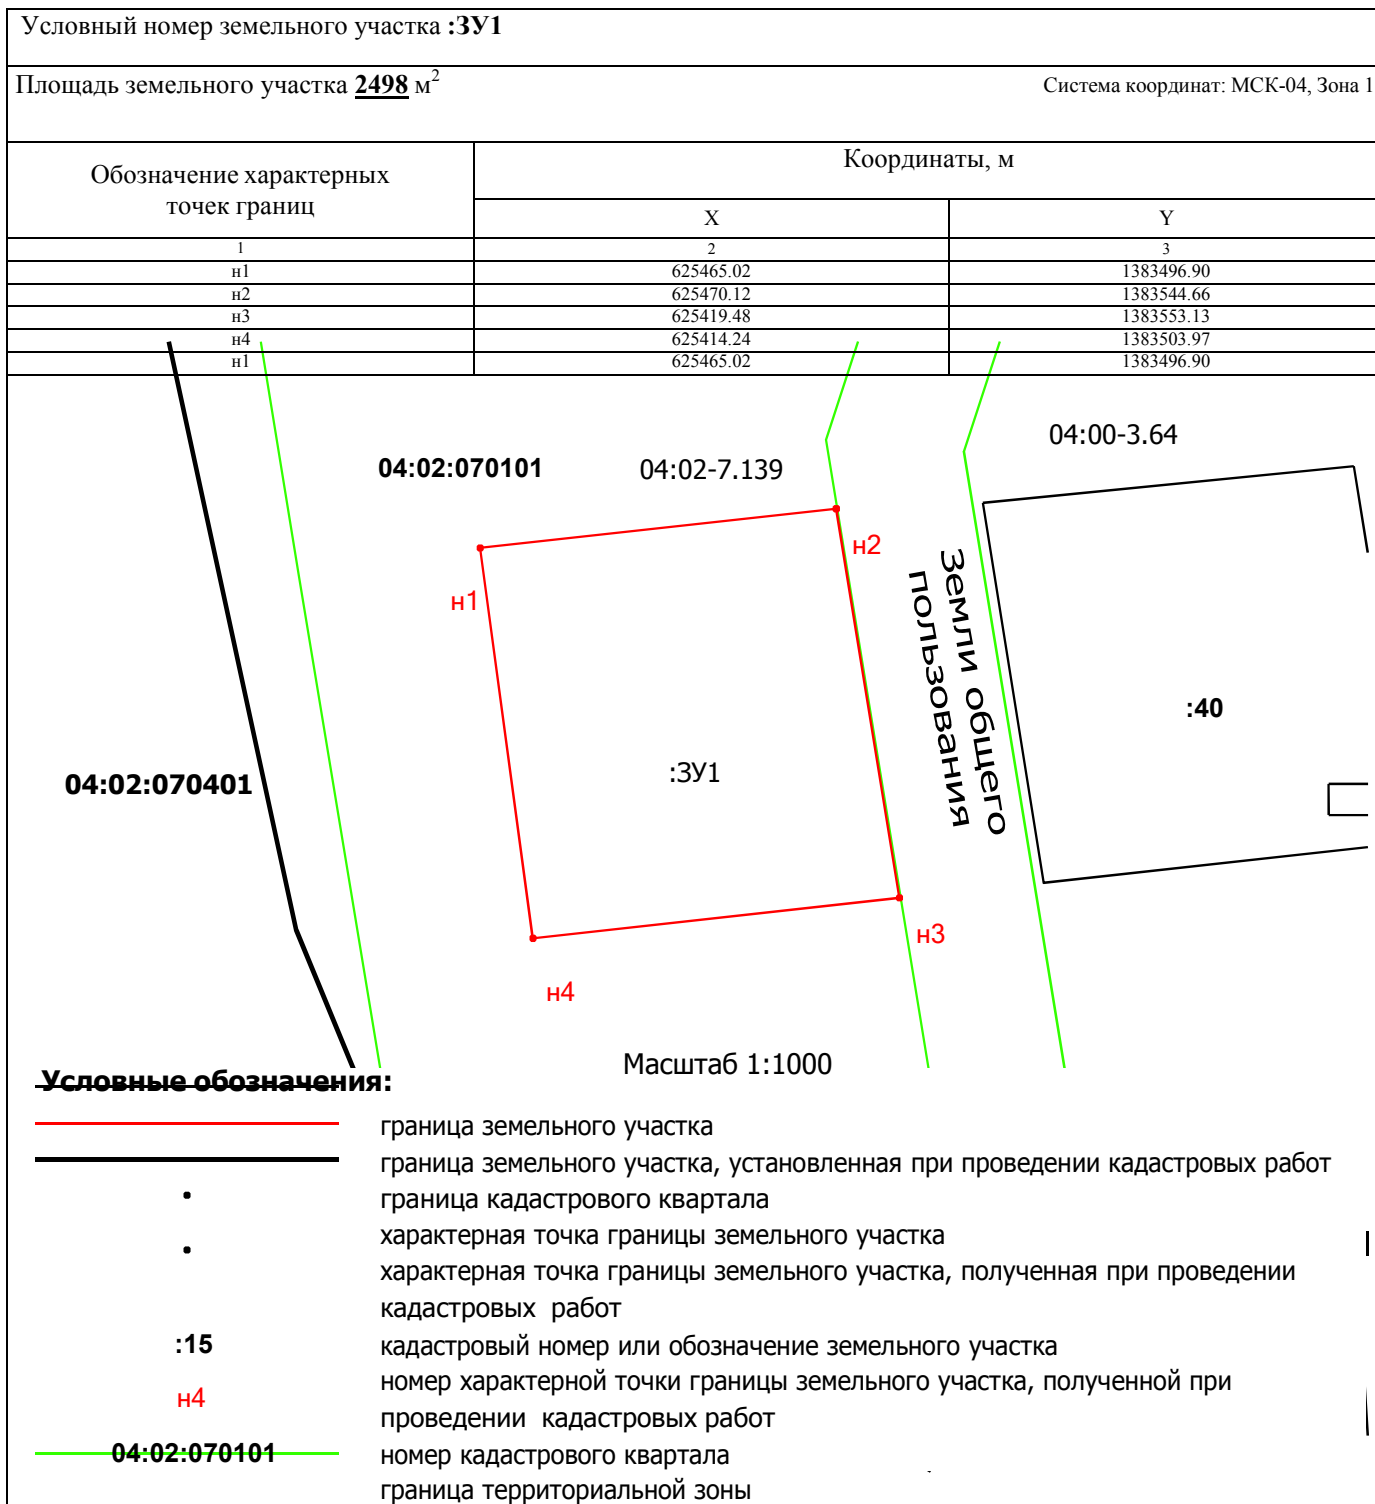 Условный номер земельного участка :ЗУ1
Площадь земельного участка 2498 м²
Система координат: МСК-04, Зона 1
Обозначение характерных
точек границ
Координаты, м
X
Y
1 2 3
н1 625465.02 1383496.90
н2 625470.12 1383544.66
н3 625419.48 1383553.13
н4 625414.24 1383503.97
н1 625465.02 1383496.90
04:00-3.64
04:02:070101
04:02-7.139
н2
н1
Земли общего
пользования
:40
:ЗУ1
04:02:070401
н3
н4
Масштаб 1:1000
Условные обозначения:
граница земельного участка
граница земельного участка, установленная при проведении кадастровых работ
граница кадастрового квартала
характерная точка границы земельного участка
характерная точка границы земельного участка, полученная при проведении
кадастровых работ
:15 кадастровый номер или обозначение земельного участка
н4 номер характерной точки границы земельного участка, полученной при
проведении кадастровых работ
04:02:070101 номер кадастрового квартала
граница территориальной зоны